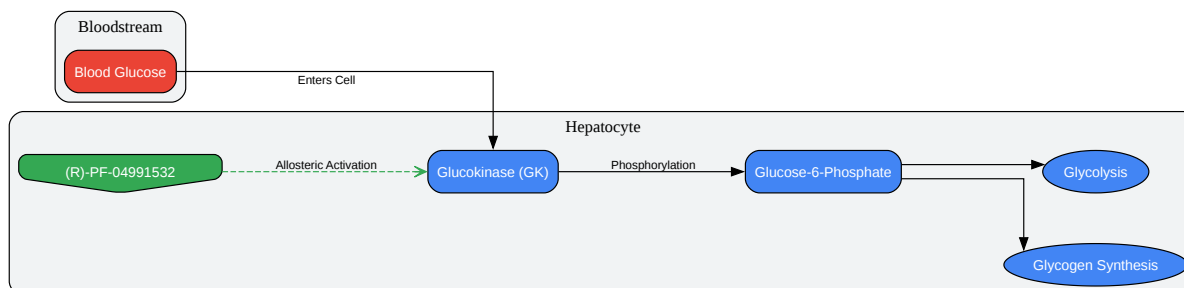 Bloodstream
Blood Glucose
Enters Cell
Hepatocyte
(R)-PF-04991532
Allosteric Activation
Glucokinase (GK)
Phosphorylation
Glucose-6-Phosphate
Glycolysis
Glycogen Synthesis